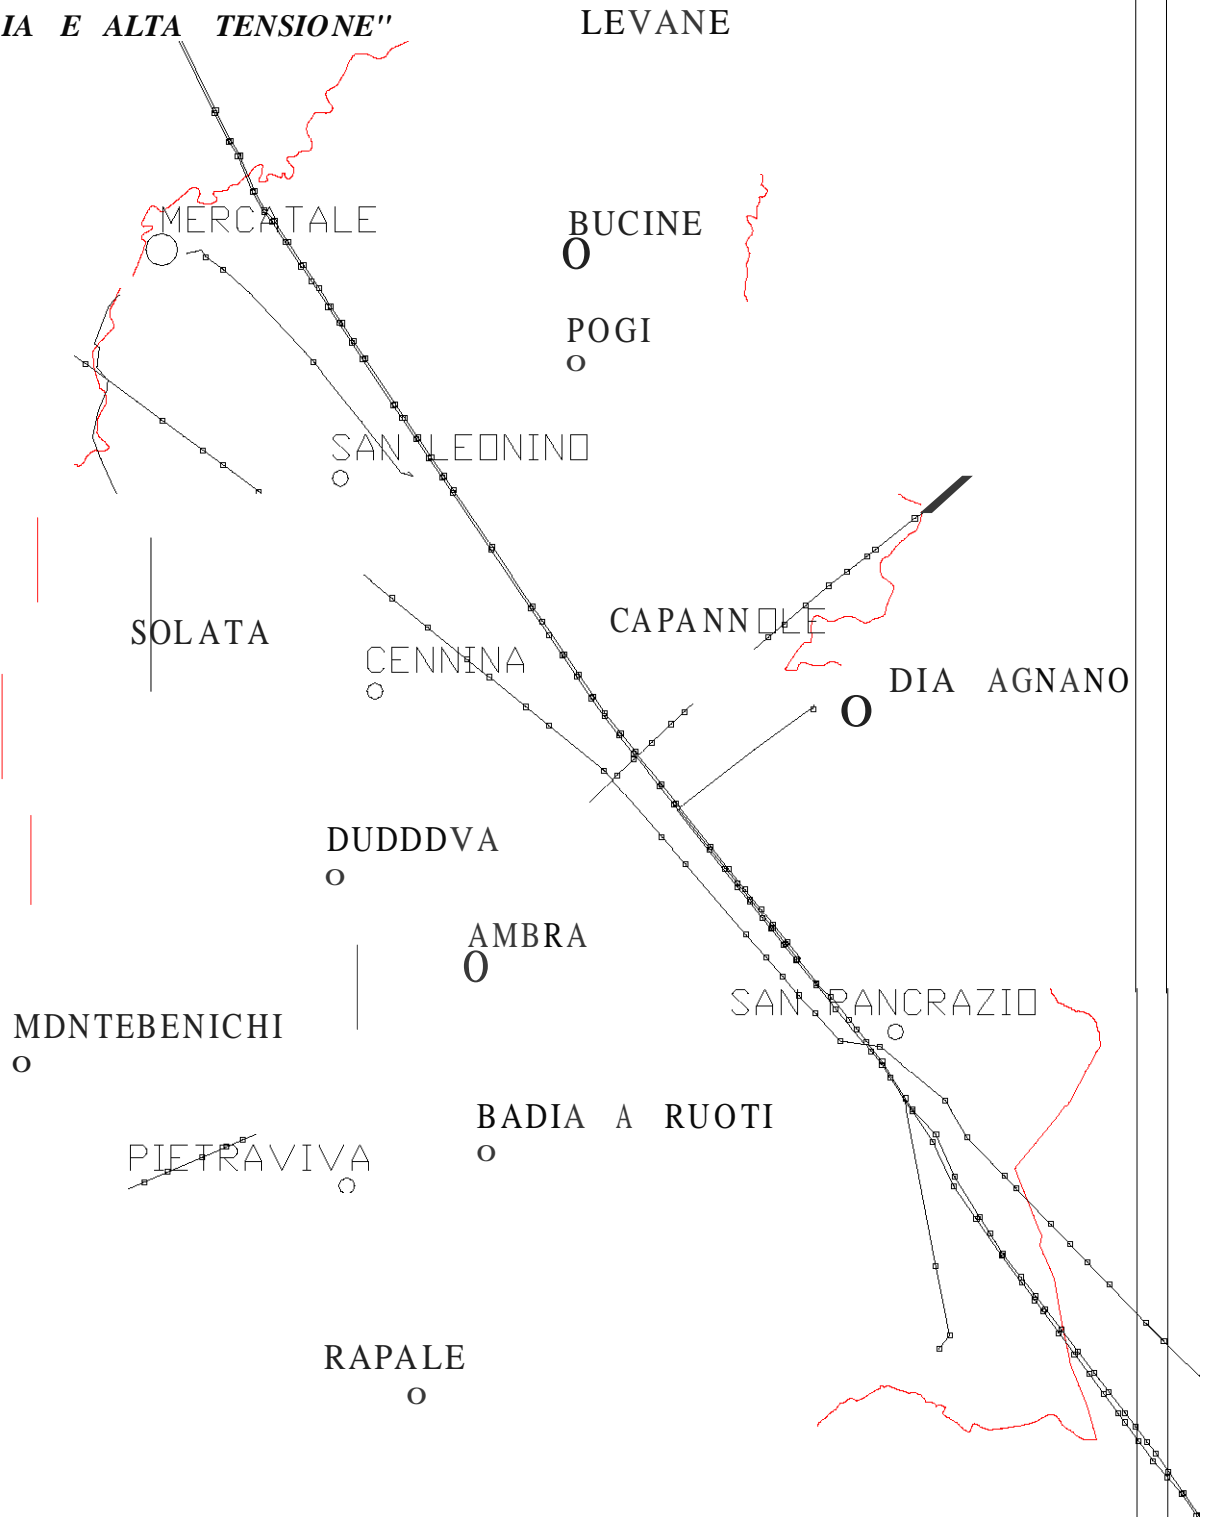 IA E ALTA TENSIONE"
LEVANE
MERCATALE
BUCINE
POGI
SAN LEONINO
CAPANNOLE
SOLATA
CENNINA
DIA AGNANO
DUDDDVA
AMBRA
SAN PANCRAZIO
MDNTEBENICHI
BADIA A RUOTI
PIETRAVIVA
RAPALE